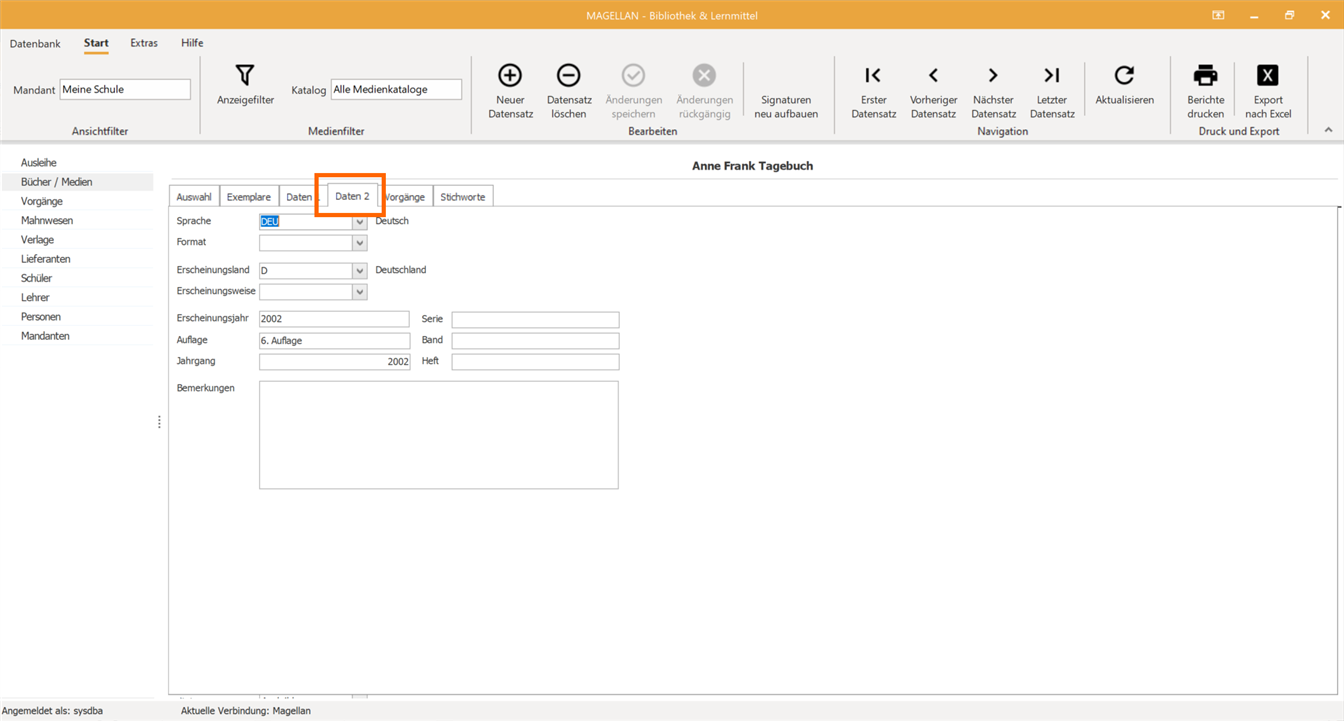 MAGELLAN - Bibliothek & Lernmittel
Datenbank Start Extras Hilfe
Mandant Meine Schule
Ansichtfilter
Anzeigefilter
Katalog Alle Medienkataloge
Medienfilter
Neuer Datensatz
Datensatz löschen
Änderungen speichern
Änderungen rückgängig
Signaturen neu aufbauen
Bearbeiten
Erster Datensatz
Vorheriger Datensatz
Nächster Datensatz
Letzter Datensatz
Navigation
Aktualisieren
Berichte drucken
Export nach Excel
Druck und Export
Ausleihe
Bücher / Medien
Vorgänge
Mahnwesen
Verlage
Lieferanten
Schüler
Lehrer
Personen
Mandanten
Anne Frank Tagebuch
Auswahl Exemplare Daten Daten 2 Vorgänge Stichworte
Sprache DEU Deutsch
Format
Erscheinungsland D Deutschland
Erscheinungsweise
Erscheinungsjahr 2002 Serie
Auflage 6. Auflage Band
Jahrgang 2002 Heft
Bemerkungen
Angemeldet als: sysdba Aktuelle Verbindung: Magellan